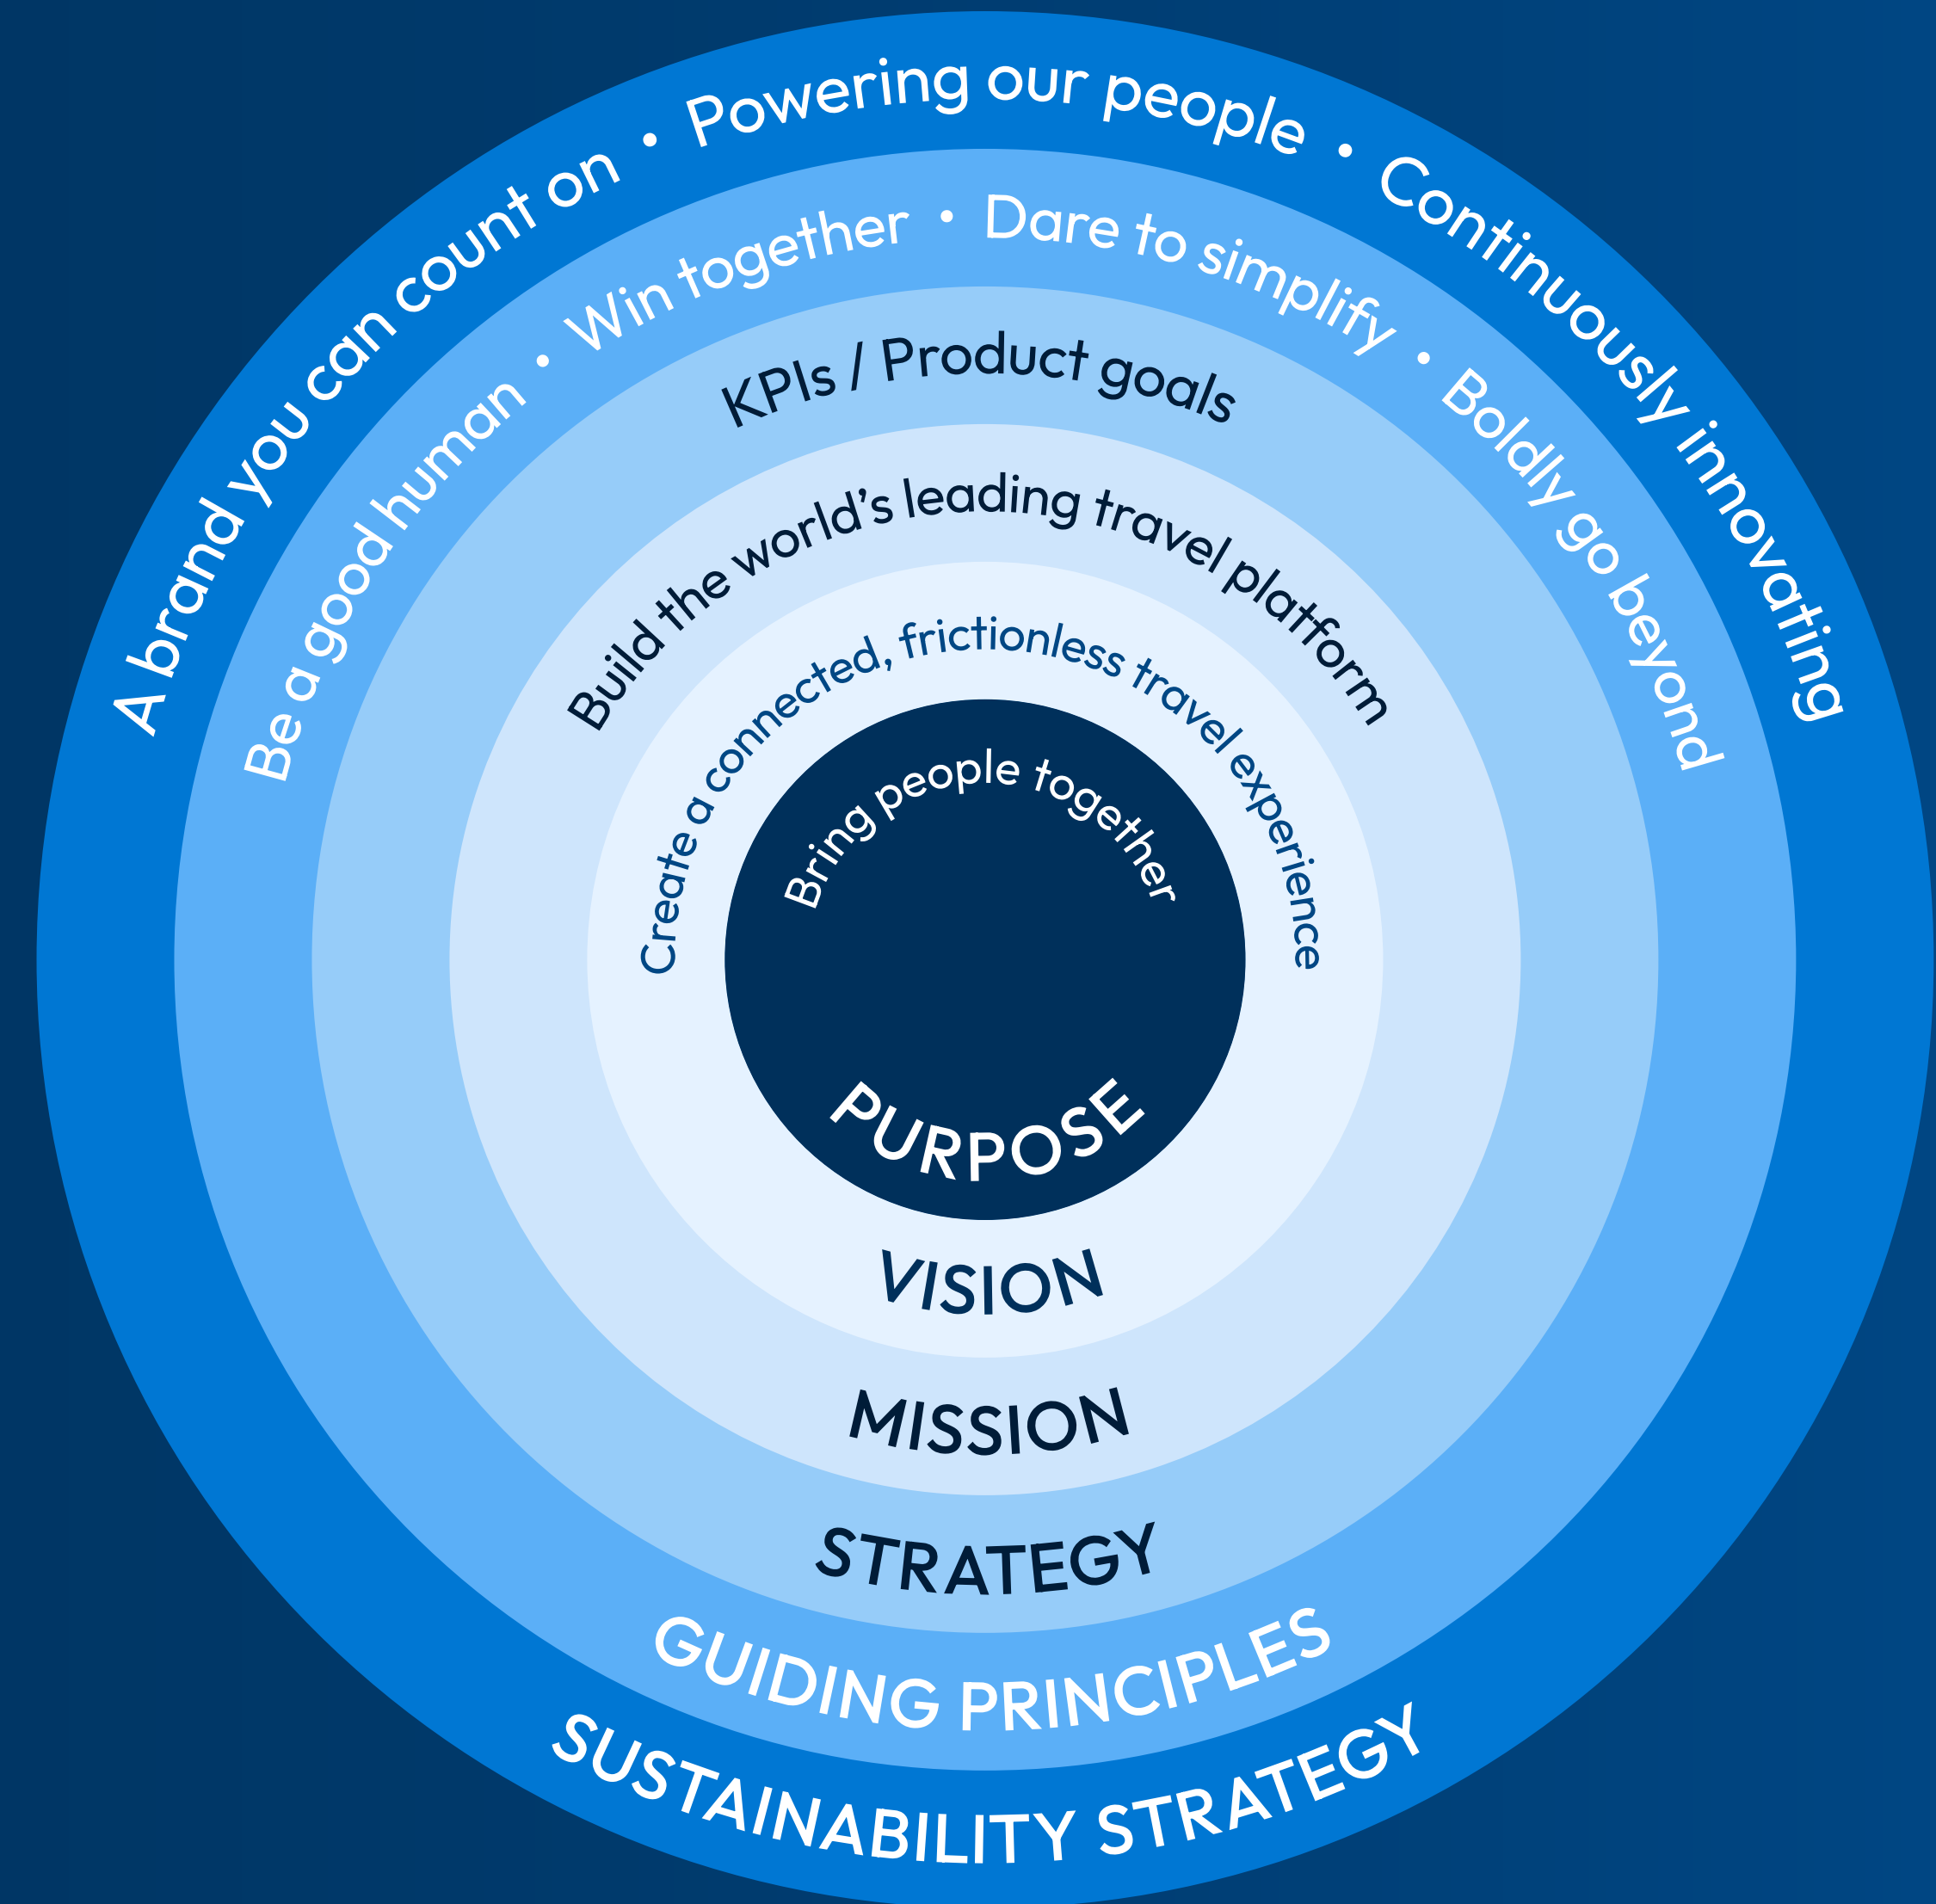 A brand you can count on • Powering our people • Continuously innovating
Be a good human • Win together • Dare to simplify • Boldly go beyond
KPIs / Product goals
Build the world’s leading travel platform
Create a connected, frictionless travel experience
Bring people together
PURPOSE
VISION
MISSION
STRATEGY
GUIDING PRINCIPLES
SUSTAINABILITY STRATEGY